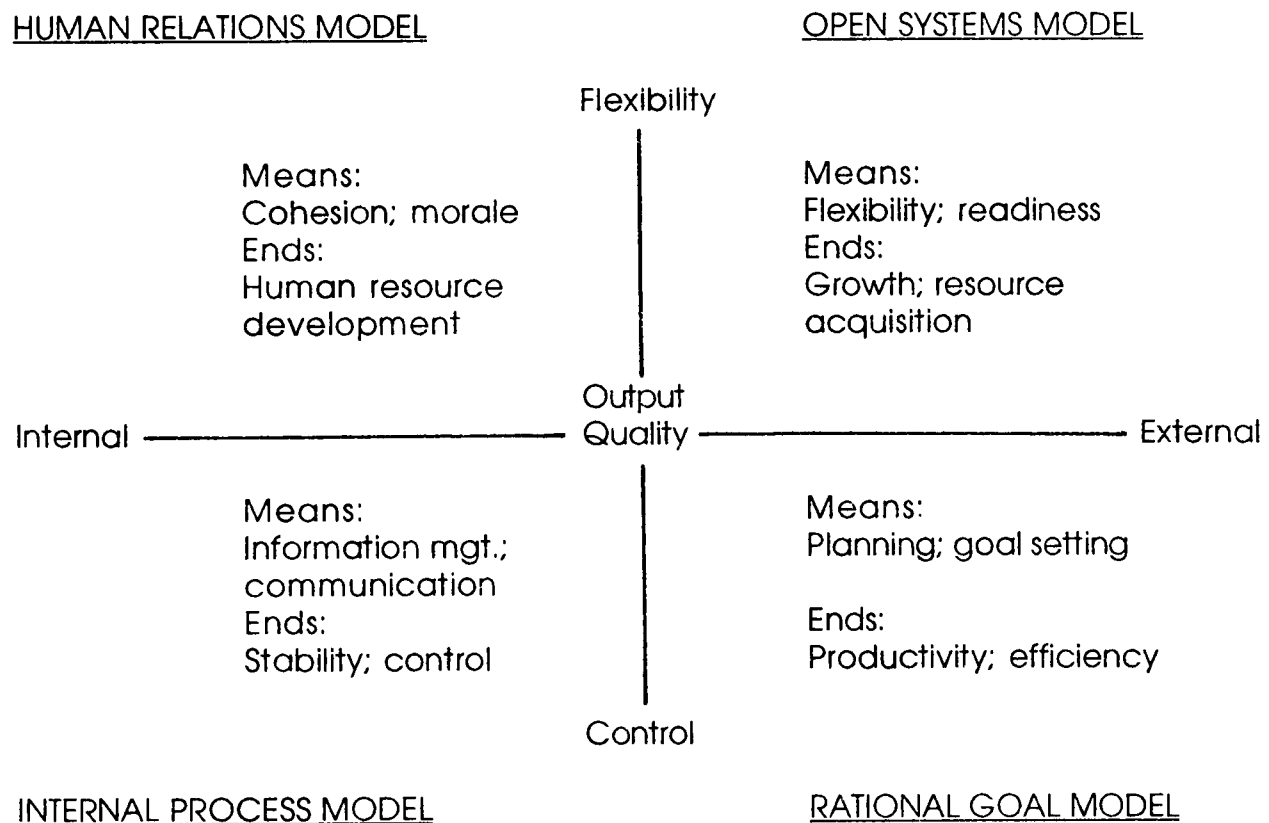 HUMAN RELATIONS MODEL
OPEN SYSTEMS MODEL
Flexibility
Means:
Cohesion; morale
Ends:
Human resource
development
Means:
Flexibility; readiness
Ends:
Growth; resource
acquisition
Output
Internal
Quality
External
Means:
Information mgt.;
communication
Ends:
Stability; control
Means:
Planning; goal setting
Ends:
Productivity; efficiency
Control
INTERNAL PROCESS MODEL
RATIONAL GOAL MODEL